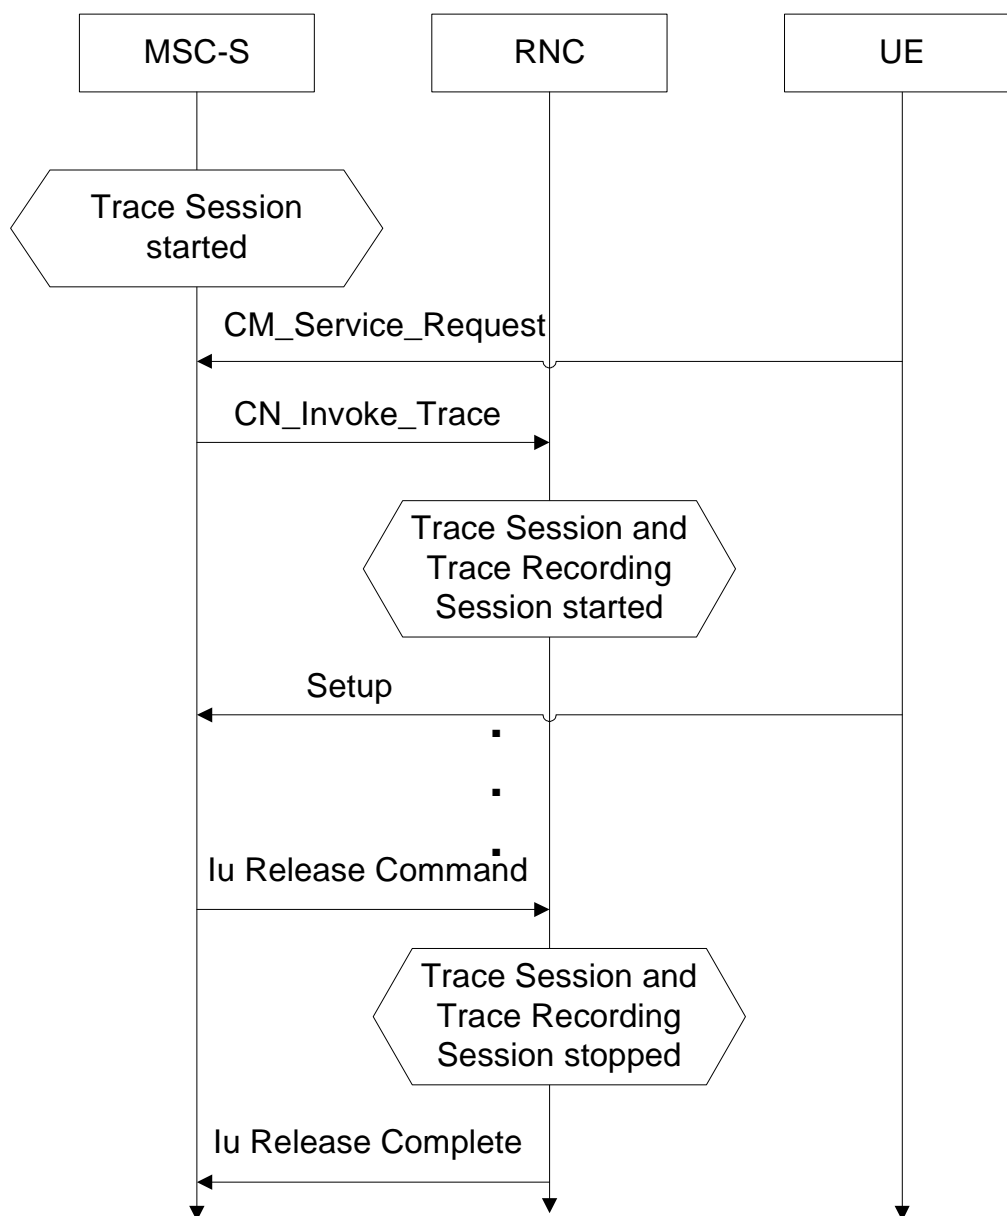 MSC-S
RNC
UE
Trace Session
started
CM_Service_Request
CN_Invoke_Trace
Trace Session and
Trace Recording
Session started
Setup
Iu Release Command
Trace Session and
Trace Recording
Session stopped
Iu Release Complete